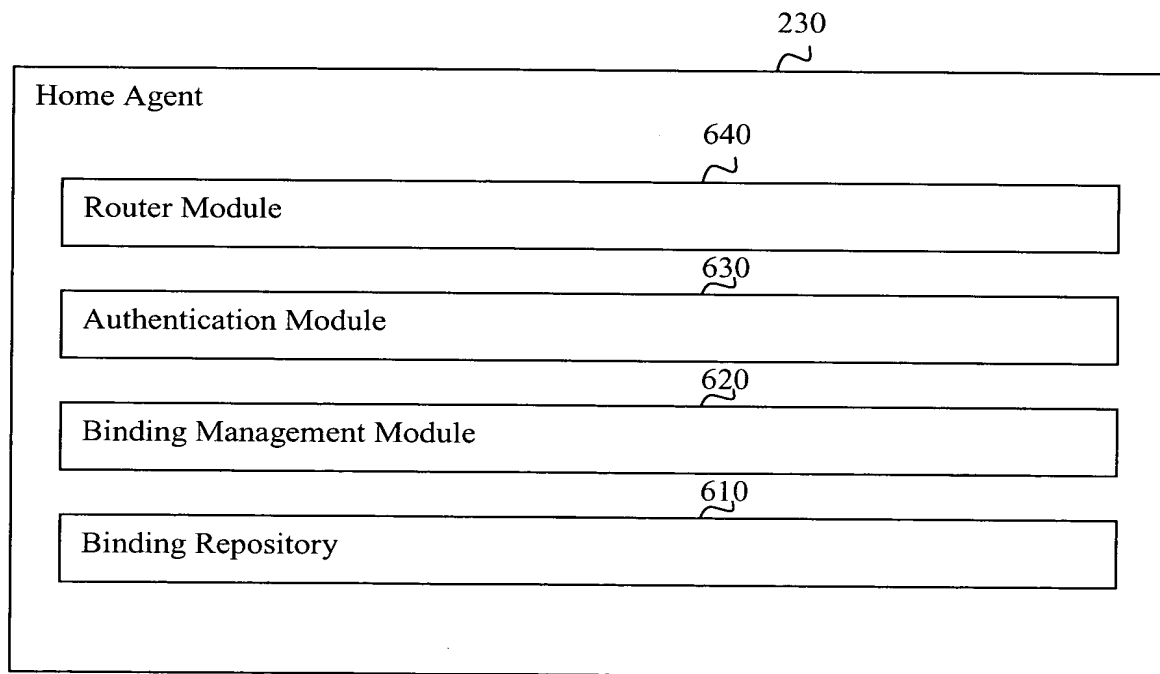 230
Home Agent
640
Router Module
630
Authentication Module
620
Binding Management Module
610
Binding Repository